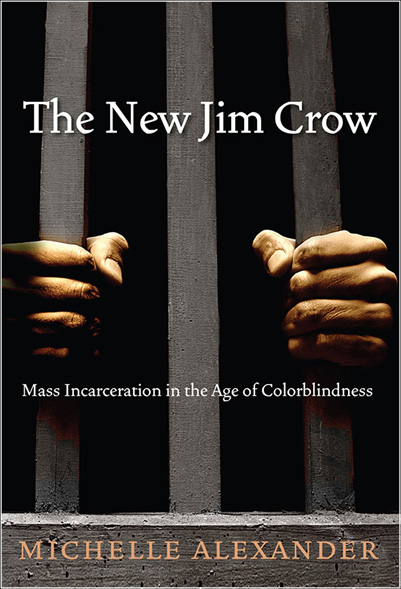 The New Jim Crow
Mass Incarceration in the Age of Colorblindness
MICHELLE ALEXANDER